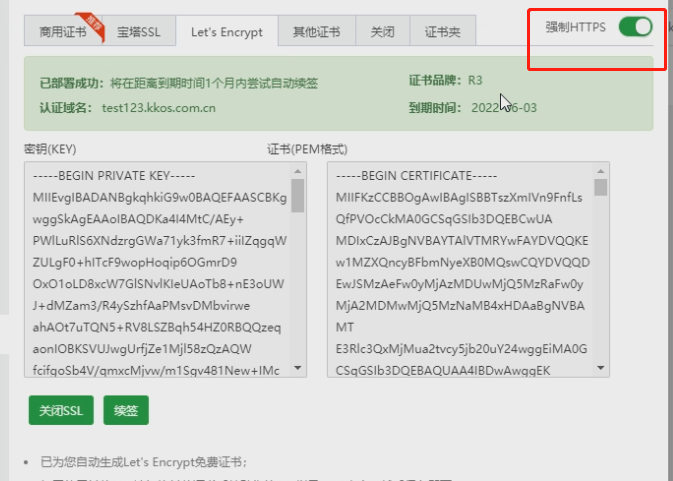 商用证书 推荐 宝塔SSL Let's Encrypt 其他证书 关闭 证书夹 强制HTTPS
已部署成功: 将在距离到期时间1个月内尝试自动续签 证书品牌: R3
认证域名: test123.kkos.com.cn 到期时间:
密钥(KEY) 证书(PEM格式)
-----BEGIN PRIVATE KEY-----
MIIEvgIBADANBgkqhkiG9w0BAQEFAASCBKg
wggSkAgEAAoIBAQDKa4I4MtC/AEy+
PWlLuRlS6XNdzrgGWa71yk3fmR7+iiIZqgqW
ZULgF0+hITcF9wopHoqip6OGmrD9
OxO1oLD8xcW7GlSNvlKIeUAoTb8+nE3oUW
J+dMZam3/R4ySzhfAaPMsvDMbvirwe
ahAOt7uTQN5+RV8LSZBqh54HZ0RBQQzeq
aonIOBKSVUJwgUrfjZe1Mjl58zQzAQW
fcifgoSb4V/qmxcMjvw/m1Sgv481New+IMc
-----BEGIN CERTIFICATE-----
MIIFKzCCBBOgAwIBAgISBBTszXmIVn9FnfLs
QfPVOcCkMA0GCSqGSIb3DQEBCwUA
MDIxCzAJBgNVBAYTAlVTMRYwFAYDVQQKE
w1MZXQncyBFbmNyeXB0MQswCQYDVQQD
EwJSMzAeFw0yMjAzMDUwMjQ5MzRaFw0y
MjA2MDMwMjQ5MzNaMB4xHDAaBgNVBA
MT
E3Rlc3QxMjMua2tvcy5jb20uY24wggEiMA0G
CSqGSIb3DQEBAQUAA4IBDwAwggEK
关闭SSL 续签
已为您自动生成Let's Encrypt免费证书;